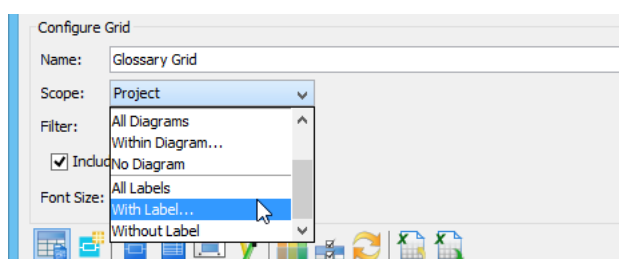 Configure Grid
Name: Glossary Grid
Scope: Project
All Diagrams
Filter:
Within Diagram...
Includ No Diagram
All Labels
Font Size:
With Label...
Without Label